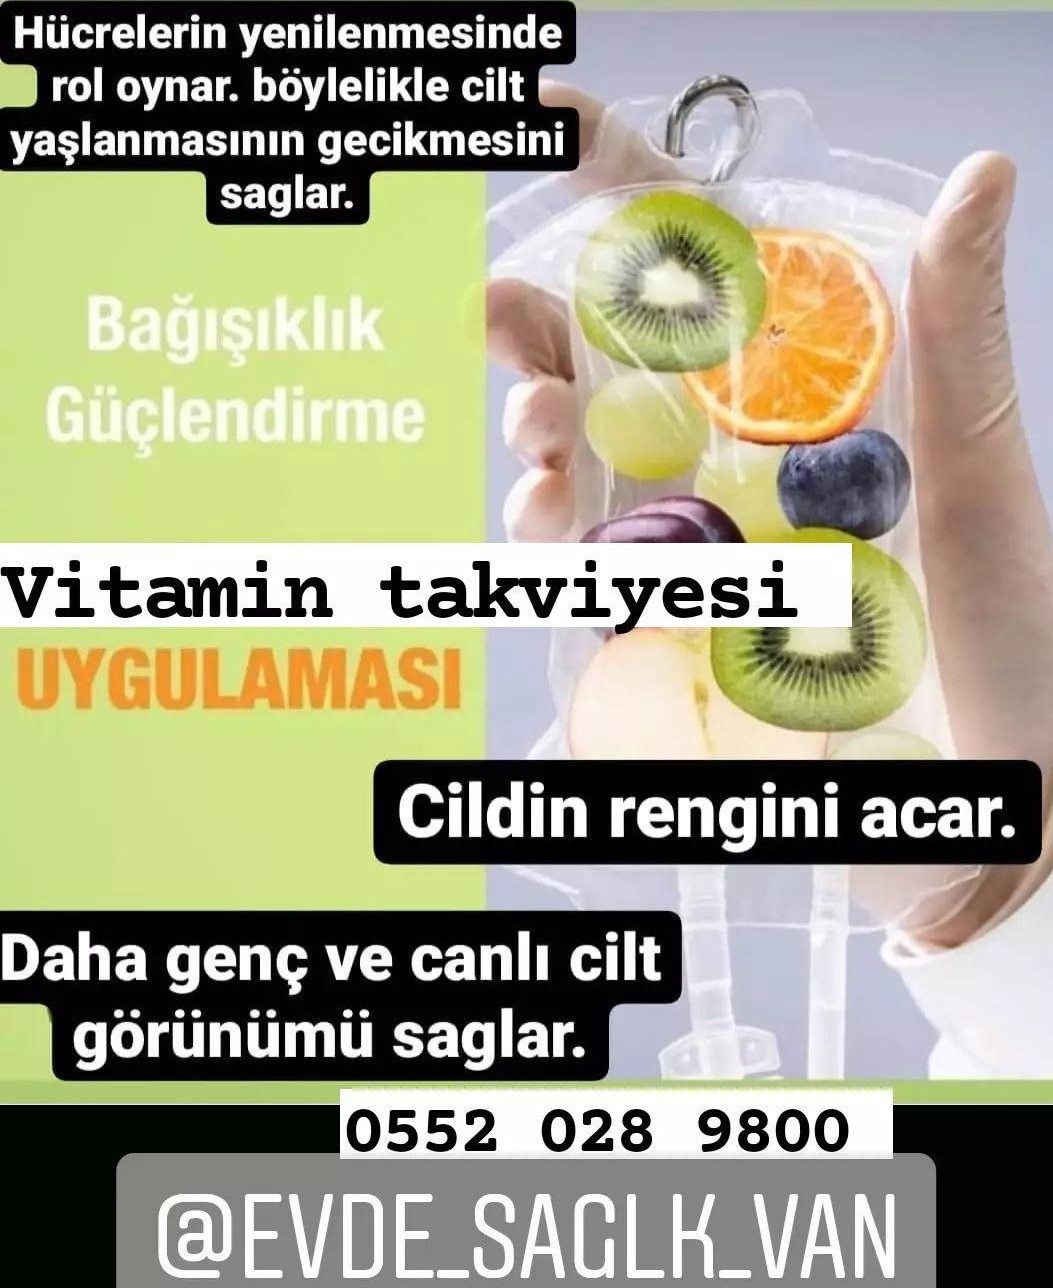 Hücrelerin yenilenmesinde
rol oynar. böylelikle cilt
yaşlanmasının gecikmesini
saglar.
Bağışıklık
Güçlendirme
Vitamin takviyesi
UYGULAMASI
Cildin rengini acar.
Daha genç ve canlı cilt
görünümü saglar.
0552 028 9800
@EVDE_SAGLK_VAN